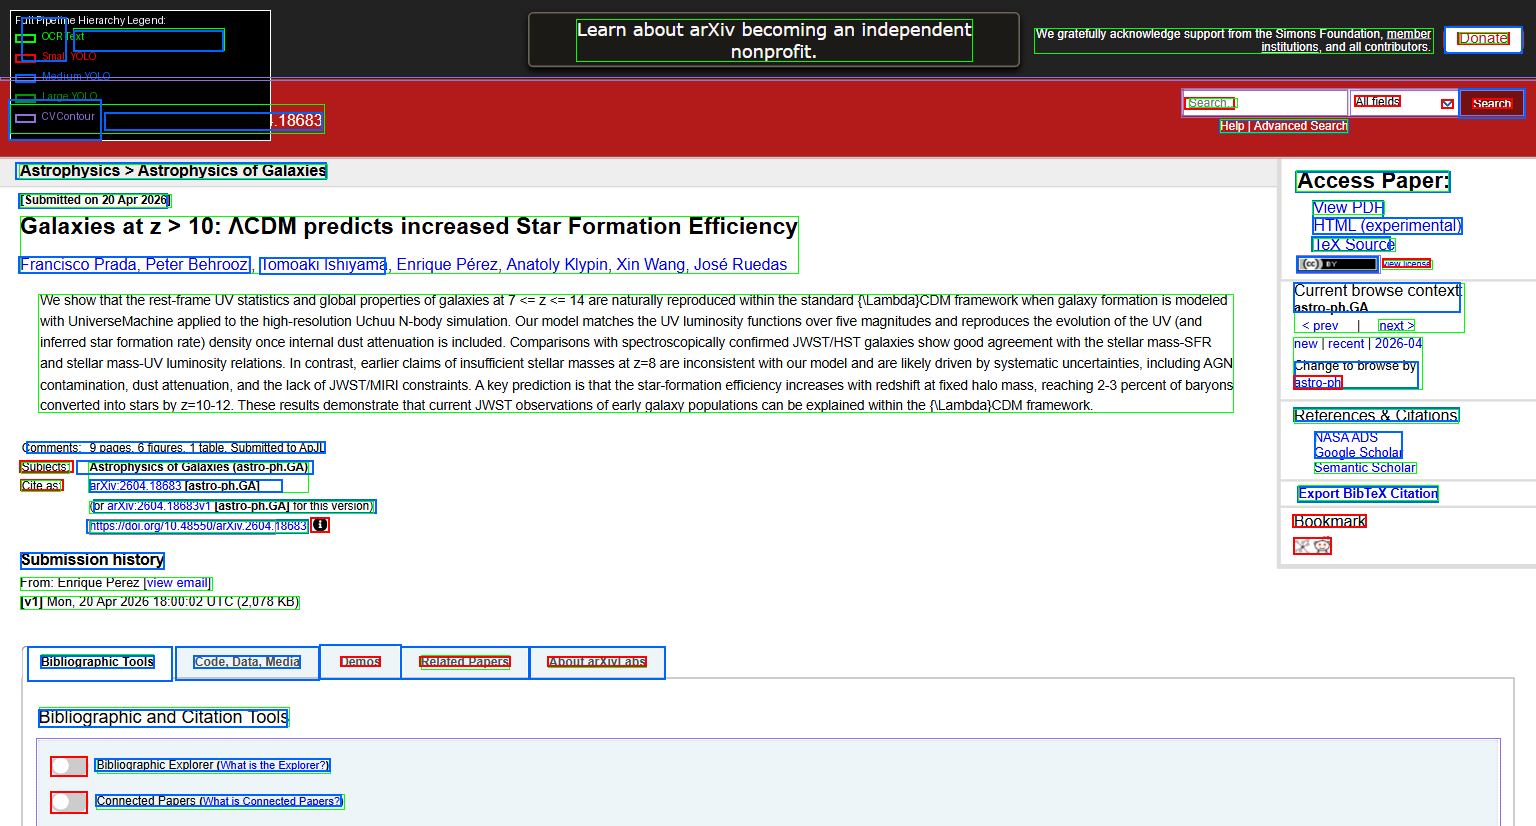 Full Pipeline Hierarchy Legend:
OCR Text
Small YOLO
Medium YOLO
Large YOLO
CV Contour
Learn about arXiv becoming an independent
nonprofit.
We gratefully acknowledge support from the Simons Foundation, member
institutions, and all contributors.
Donate
.18683
Search...
All fields
Search
Help | Advanced Search
Astrophysics > Astrophysics of Galaxies
[Submitted on 20 Apr 2026]
Galaxies at z > 10: ΛCDM predicts increased Star Formation Efficiency
Francisco Prada, Peter Behroozi, Tomoaki Ishiyama, Enrique Pérez, Anatoly Klypin, Xin Wang, José Ruedas
We show that the rest-frame UV statistics and global properties of galaxies at 7 <= z <= 14 are naturally reproduced within the standard {\Lambda}CDM framework when galaxy formation is modeled
with UniverseMachine applied to the high-resolution Uchuu N-body simulation. Our model matches the UV luminosity functions over five magnitudes and reproduces the evolution of the UV (and
inferred star formation rate) density once internal dust attenuation is included. Comparisons with spectroscopically confirmed JWST/HST galaxies show good agreement with the stellar mass-SFR
and stellar mass-UV luminosity relations. In contrast, earlier claims of insufficient stellar masses at z=8 are inconsistent with our model and are likely driven by systematic uncertainties, including AGN
contamination, dust attenuation, and the lack of JWST/MIRI constraints. A key prediction is that the star-formation efficiency increases with redshift at fixed halo mass, reaching 2-3 percent of baryons
converted into stars by z=10-12. These results demonstrate that current JWST observations of early galaxy populations can be explained within the {\Lambda}CDM framework.
Comments: 9 pages, 6 figures, 1 table. Submitted to ApJL
Subjects: Astrophysics of Galaxies (astro-ph.GA)
Cite as: arXiv:2604.18683 [astro-ph.GA]
(or arXiv:2604.18683v1 [astro-ph.GA] for this version)
https://doi.org/10.48550/arXiv.2604.18683
Submission history
From: Enrique Perez [view email]
[v1] Mon, 20 Apr 2026 18:00:02 UTC (2,078 KB)
Bibliographic Tools
Code, Data, Media
Demos
Related Papers
About arXivLabs
Bibliographic and Citation Tools
Bibliographic Explorer (What is the Explorer?)
Connected Papers (What is Connected Papers?)
Access Paper:
View PDF
HTML (experimental)
TeX Source
(cc) BY view license
Current browse context:
astro-ph.GA
< prev | next >
new | recent | 2026-04
Change to browse by:
astro-ph
References & Citations
NASA ADS
Google Scholar
Semantic Scholar
Export BibTeX Citation
Bookmark